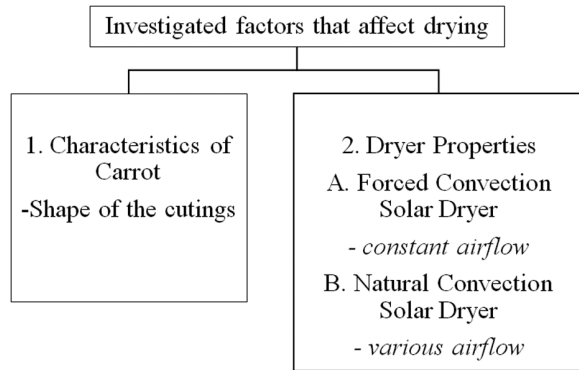 Investigated factors that affect drying
1. Characteristics of
Carrot
-Shape of the cutings
2. Dryer Properties
A. Forced Convection
Solar Dryer
- constant airflow
B. Natural Convection
Solar Dryer
- various airflow